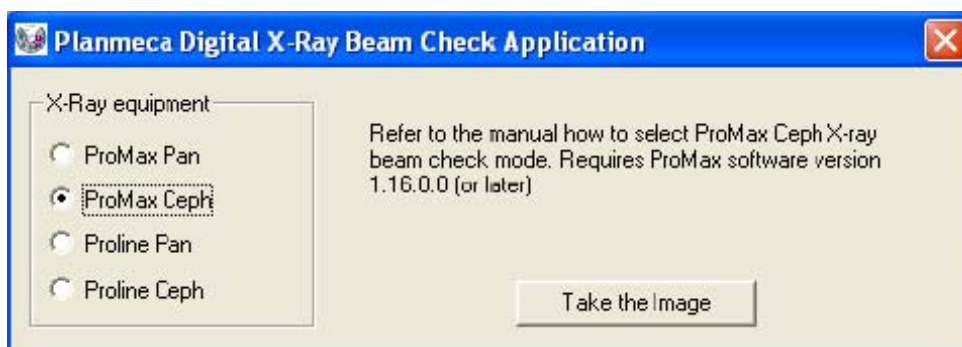 Planmeca Digital X-Ray Beam Check Application
X-Ray equipment
ProMax Pan
ProMax Ceph
Proline Pan
Proline Ceph
Refer to the manual how to select ProMax Ceph X-ray
beam check mode. Requires ProMax software version
1.16.0.0 (or later)
Take the Image